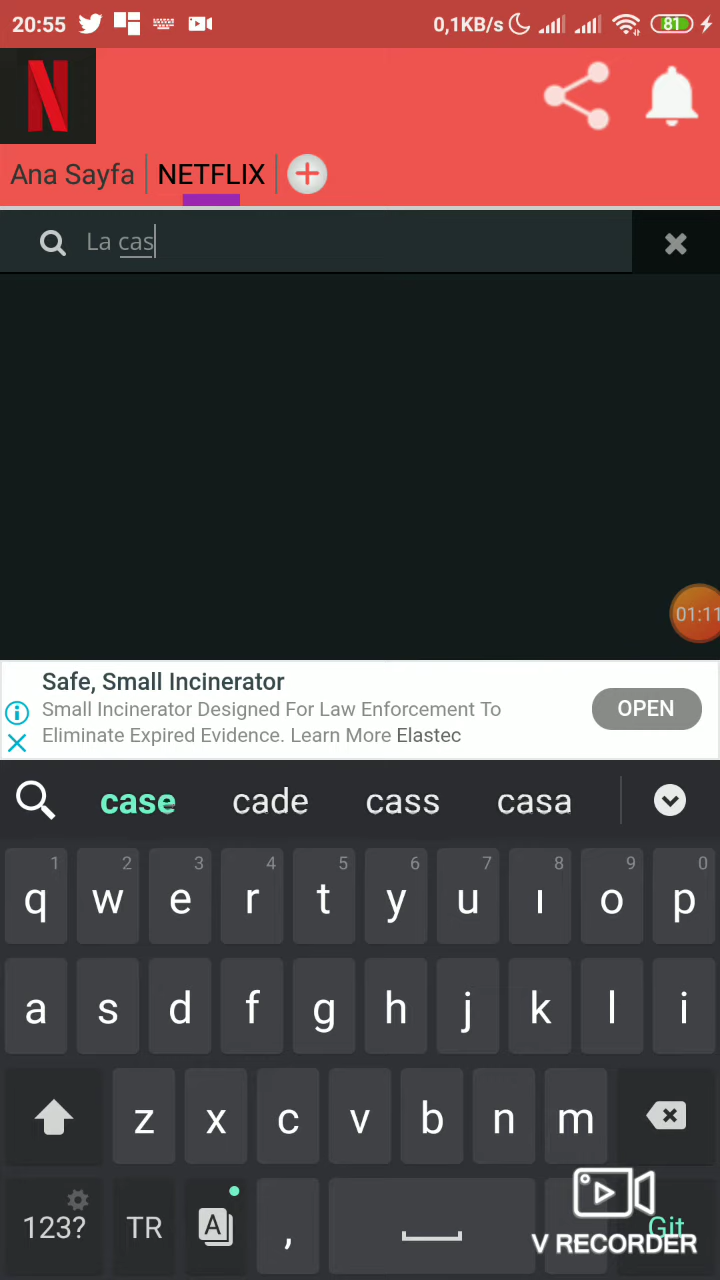 20:55 0,1KB/s 81
N
Ana Sayfa NETFLIX
La cas
01:11
Safe, Small Incinerator
Small Incinerator Designed For Law Enforcement To
Eliminate Expired Evidence. Learn More Elastec
OPEN
case cade cass casa
1 2 3 4 5 6 7 8 9 0
q w e r t y u ı o p
a s d f g h j k l i
z x c v b n m
123? TR A , Git
V RECORDER